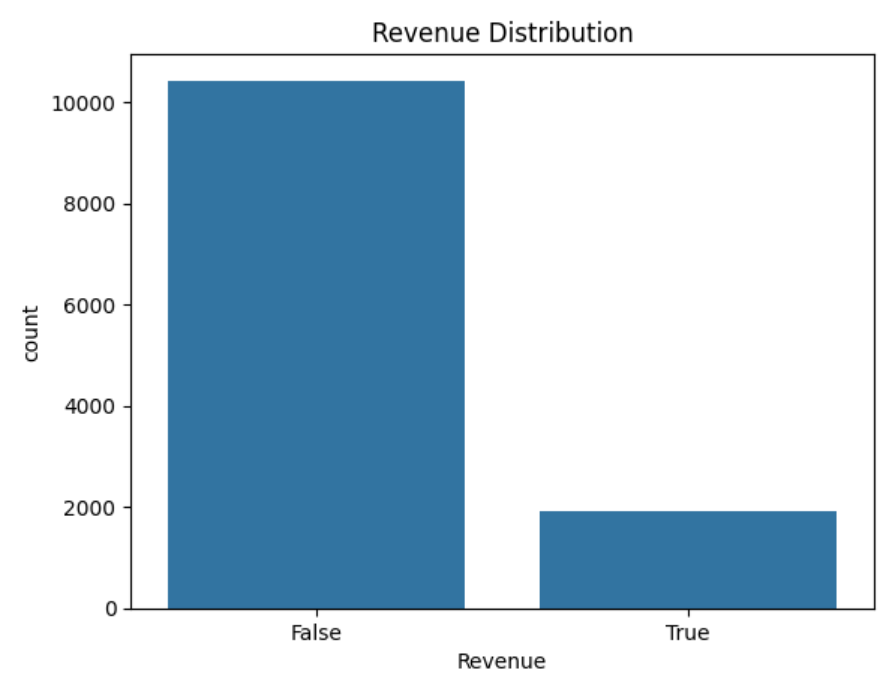 Revenue Distribution
10000
8000
6000
4000
2000
0
count
False
True
Revenue